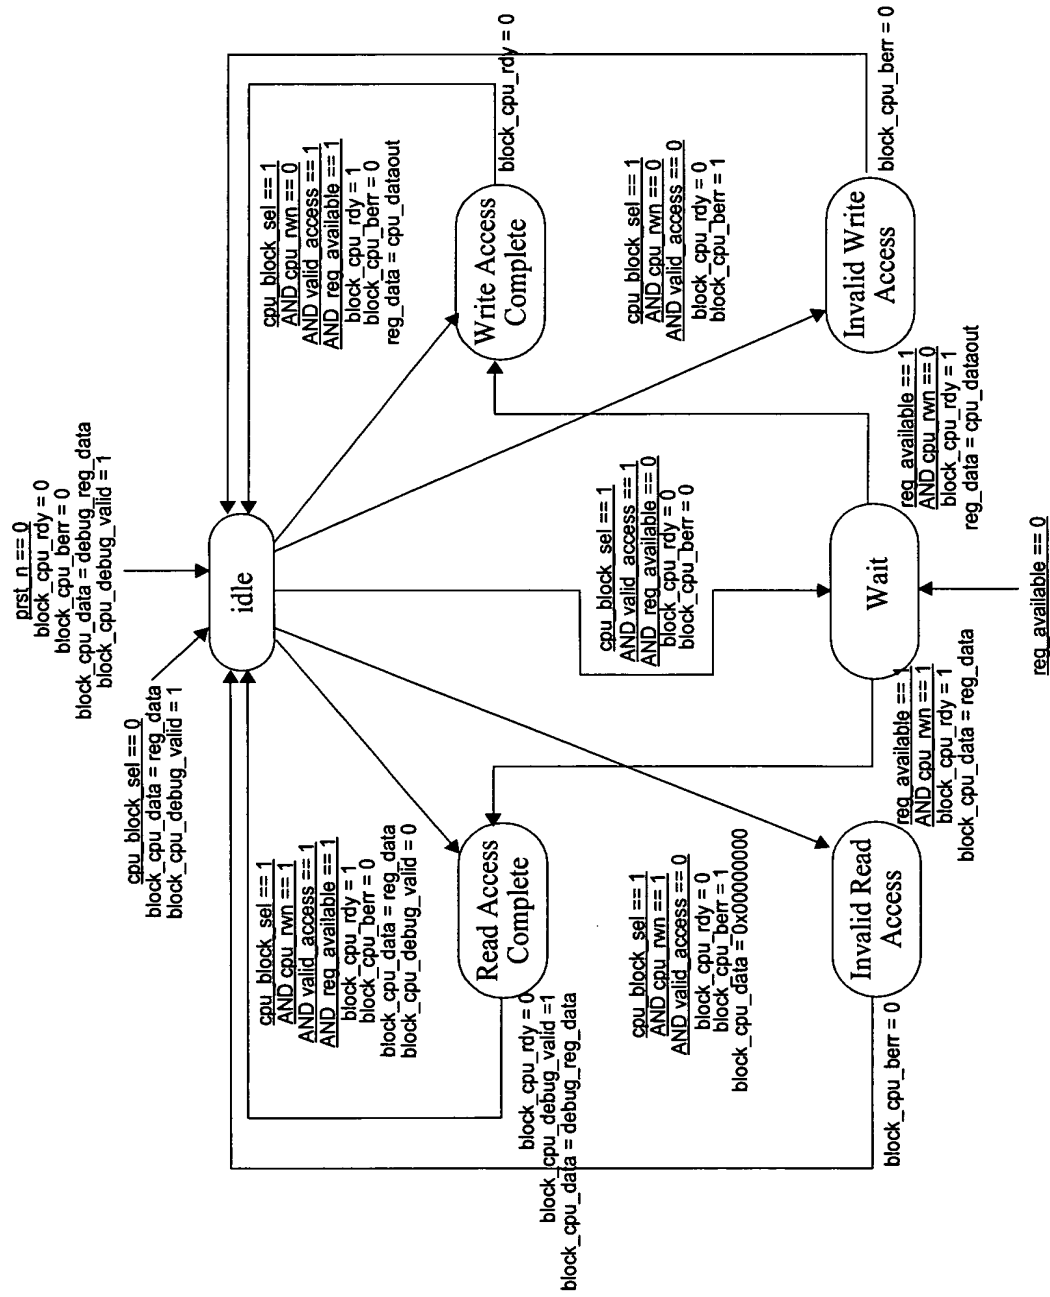 prst_n == 0
block_cpu_rdy = 0
block_cpu_berr = 0
block_cpu_data = debug_reg_data
block_cpu_debug_valid = 1
cpu_block_sel == 0
block_cpu_data = reg_data
block_cpu_debug_valid = 1
idle
cpu_block_sel == 1
AND cpu_rwn == 1
AND valid_access == 1
AND reg_available == 1
block_cpu_rdy = 1
block_cpu_berr = 0
block_cpu_data = reg_data
block_cpu_debug_valid = 0
cpu_block_sel == 1
AND cpu_rwn == 0
AND valid_access == 1
AND reg_available == 1
block_cpu_rdy = 1
block_cpu_berr = 0
reg_data = cpu_dataout
Read Access
Complete
Write Access
Complete
block_cpu_rdy = 0
block_cpu_debug_valid =1
block_cpu_data = debug_reg_data
block_cpu_rdy = 0
cpu_block_sel == 1
AND valid_access == 1
AND reg_available == 0
block_cpu_rdy = 0
block_cpu_berr = 0
cpu_block_sel == 1
AND cpu_rwn == 1
AND valid_access == 0
block_cpu_rdy = 0
block_cpu_berr = 1
block_cpu_data = 0x00000000
cpu_block_sel == 1
AND cpu_rwn == 0
AND valid_access == 0
block_cpu_rdy = 0
block_cpu_berr = 1
Invalid Read
Access
Wait
Invalid Write
Access
block_cpu_berr = 0
reg_available == 1
AND cpu_rwn == 1
block_cpu_rdy = 1
block_cpu_data = reg_data
reg_available == 1
AND cpu_rwn == 0
block_cpu_rdy = 1
reg_data = cpu_dataout
block_cpu_berr = 0
reg_available == 0